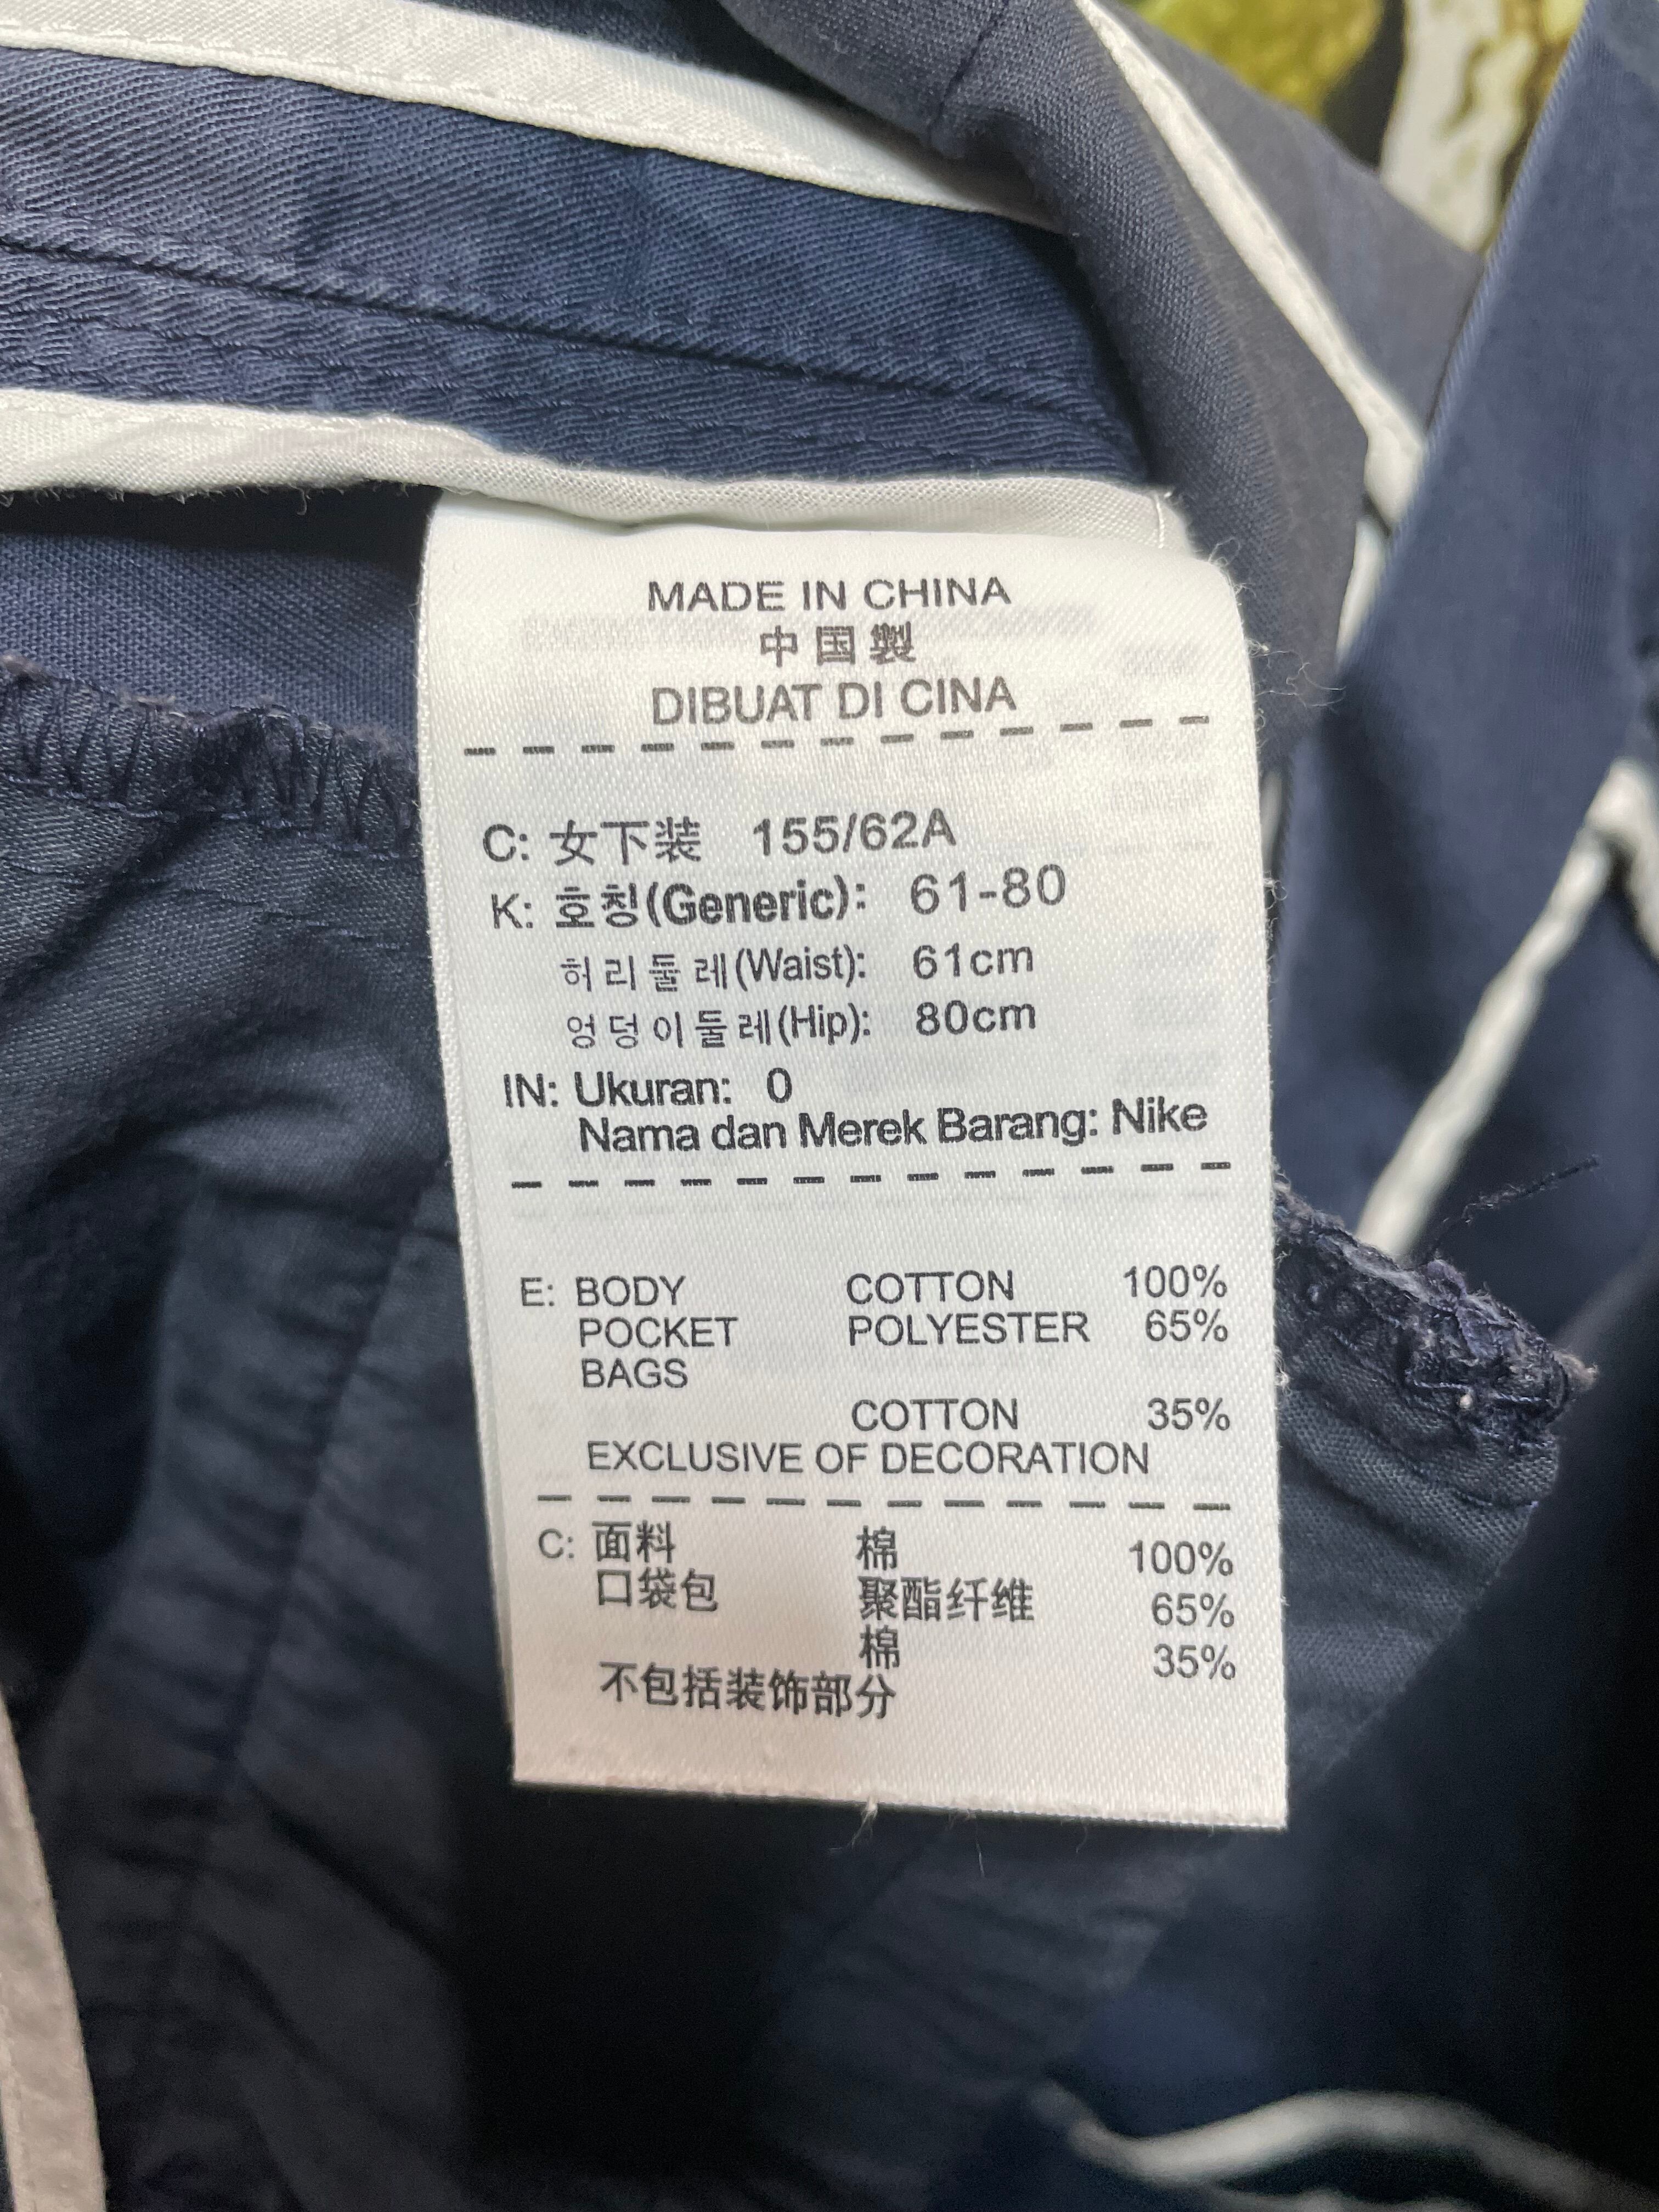 MADE IN CHINA
中国製
DIBUAT DI CINA
C: 女下装 155/62A
K: 호칭(Generic): 61-80
허리둘레(Waist): 61cm
엉덩이둘레(Hip): 80cm
IN: Ukuran: 0
Nama dan Merek Barang: Nike
E: BODY COTTON 100%
POCKET POLYESTER 65%
BAGS
COTTON 35%
EXCLUSIVE OF DECORATION
C: 面料 棉 100%
口袋包 聚酯纤维 65%
棉 35%
不包括装饰部分